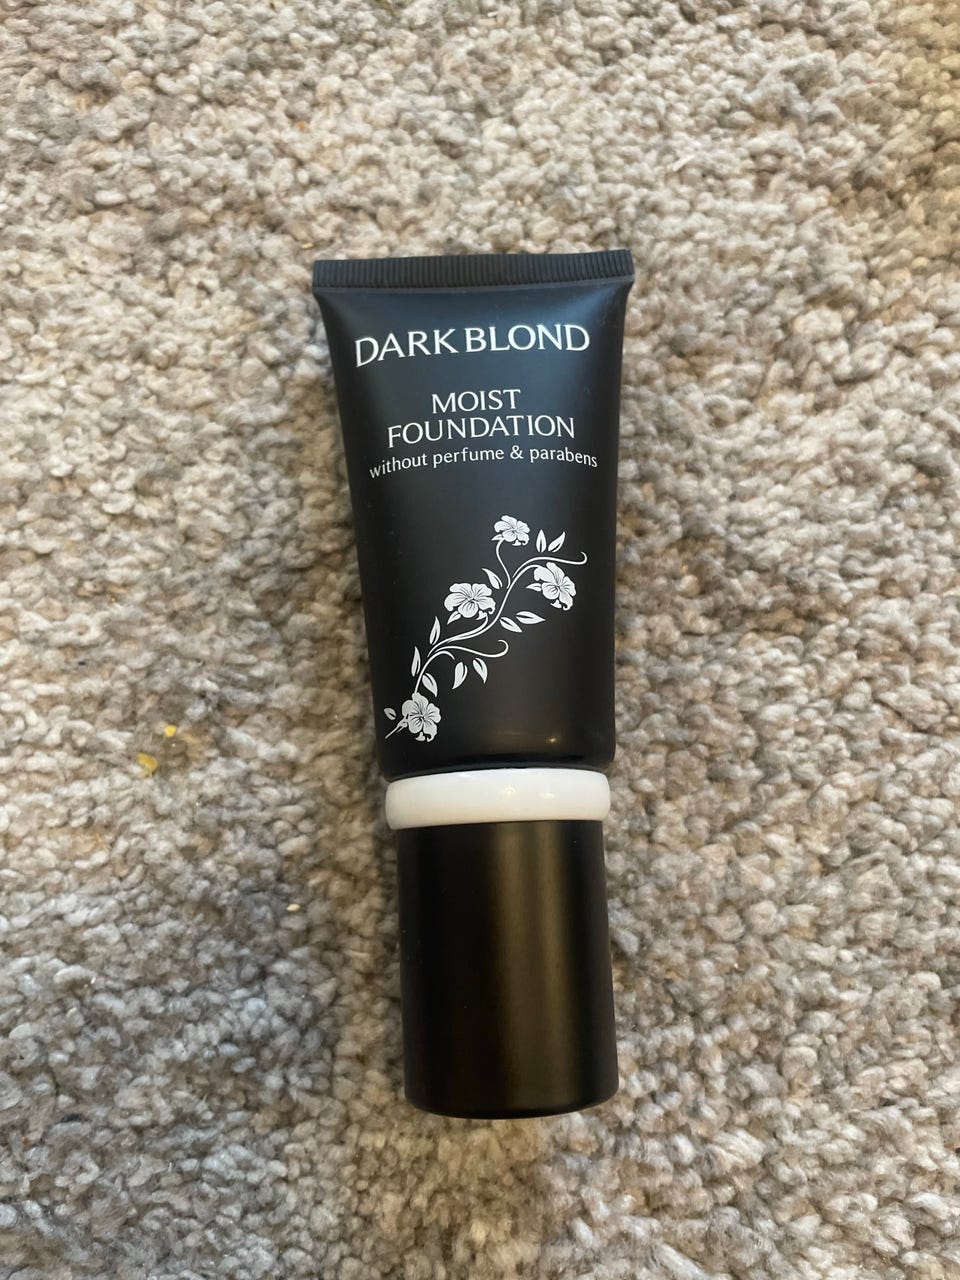 DARK BLOND
MOIST
FOUNDATION
without perfume & parabens